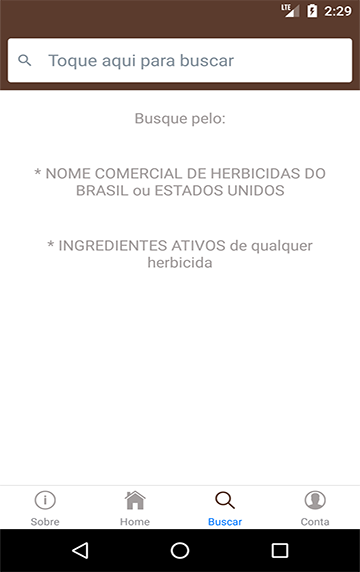 LTE 2:29
Toque aqui para buscar
Busque pelo:
* NOME COMERCIAL DE HERBICIDAS DO
BRASIL ou ESTADOS UNIDOS
* INGREDIENTES ATIVOS de qualquer
herbicida
Sobre Home Buscar Conta